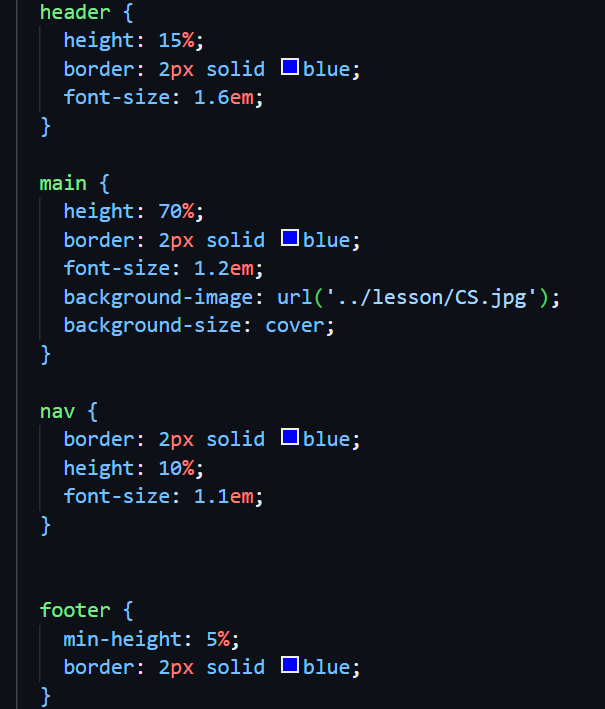 header {
height: 15%;
border: 2px solid blue;
font-size: 1.6em;
}
main {
height: 70%;
border: 2px solid blue;
font-size: 1.2em;
background-image: url('../lesson/CS.jpg');
background-size: cover;
}
nav {
border: 2px solid blue;
height: 10%;
font-size: 1.1em;
}
footer {
min-height: 5%;
border: 2px solid blue;
}